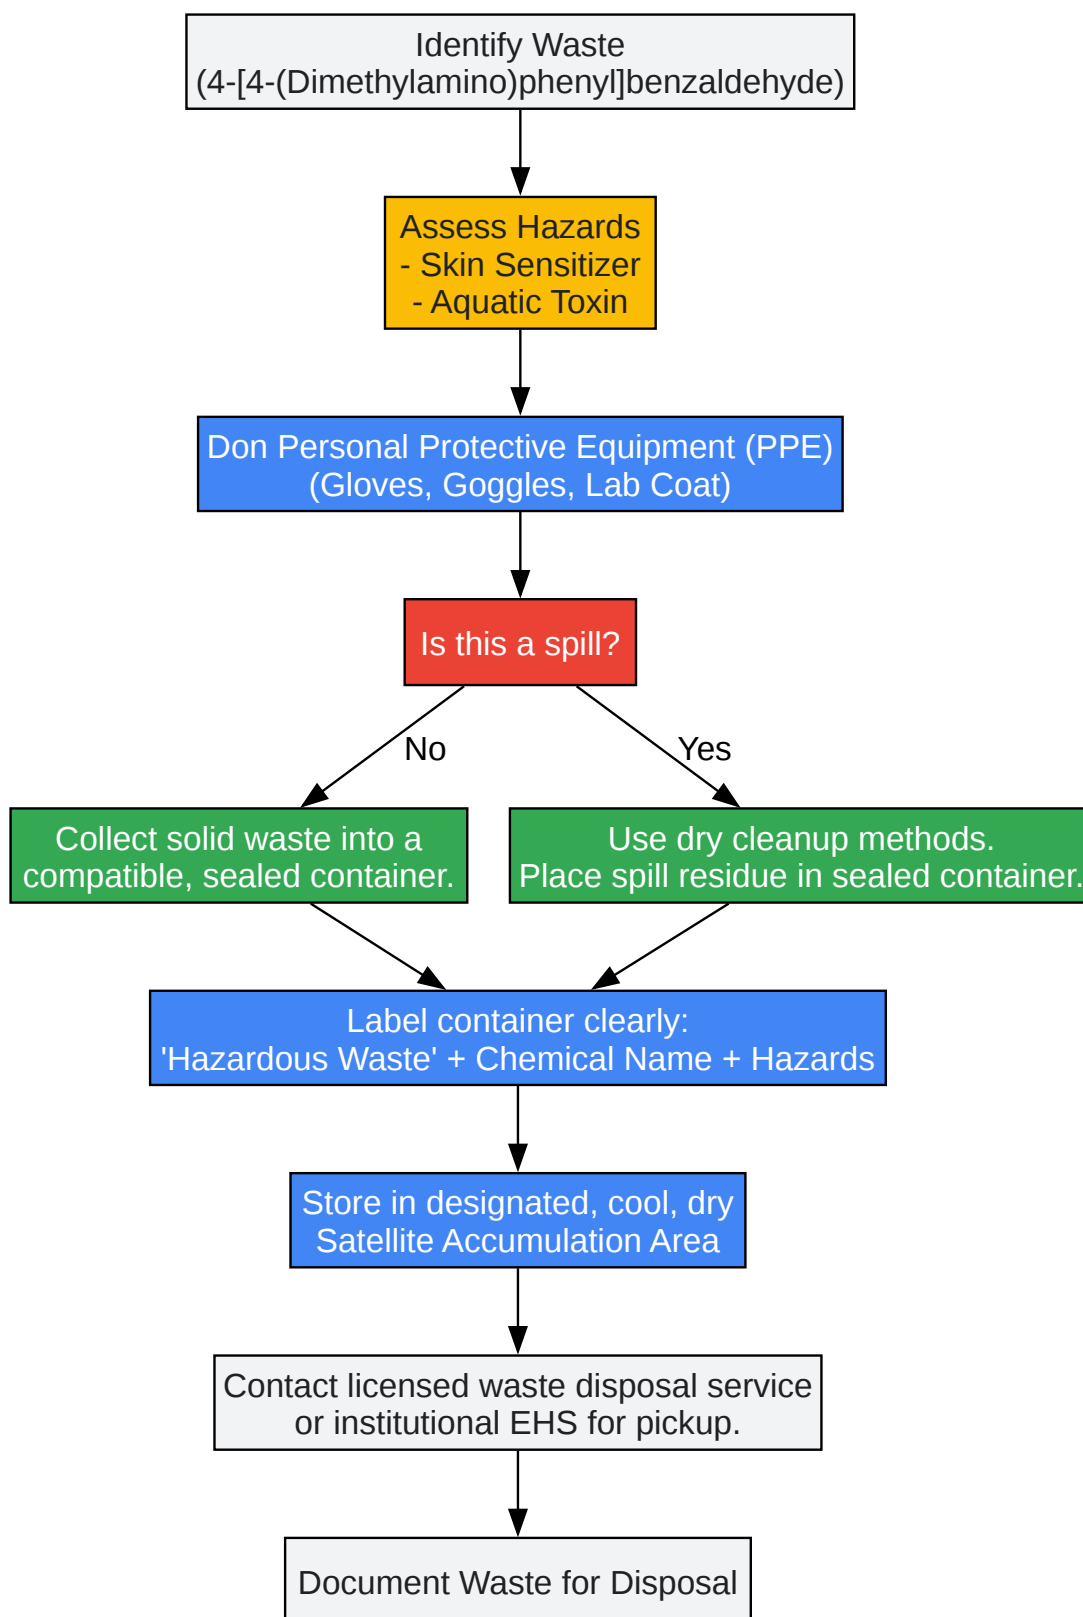 Identify Waste
(4-[4-(Dimethylamino)phenyl]benzaldehyde)
Assess Hazards
- Skin Sensitizer
- Aquatic Toxin
Don Personal Protective Equipment (PPE)
(Gloves, Goggles, Lab Coat)
Is this a spill?
No
Yes
Collect solid waste into a
compatible, sealed container.
Use dry cleanup methods.
Place spill residue in sealed container.
Label container clearly:
'Hazardous Waste' + Chemical Name + Hazards
Store in designated, cool, dry
Satellite Accumulation Area
Contact licensed waste disposal service
or institutional EHS for pickup.
Document Waste for Disposal